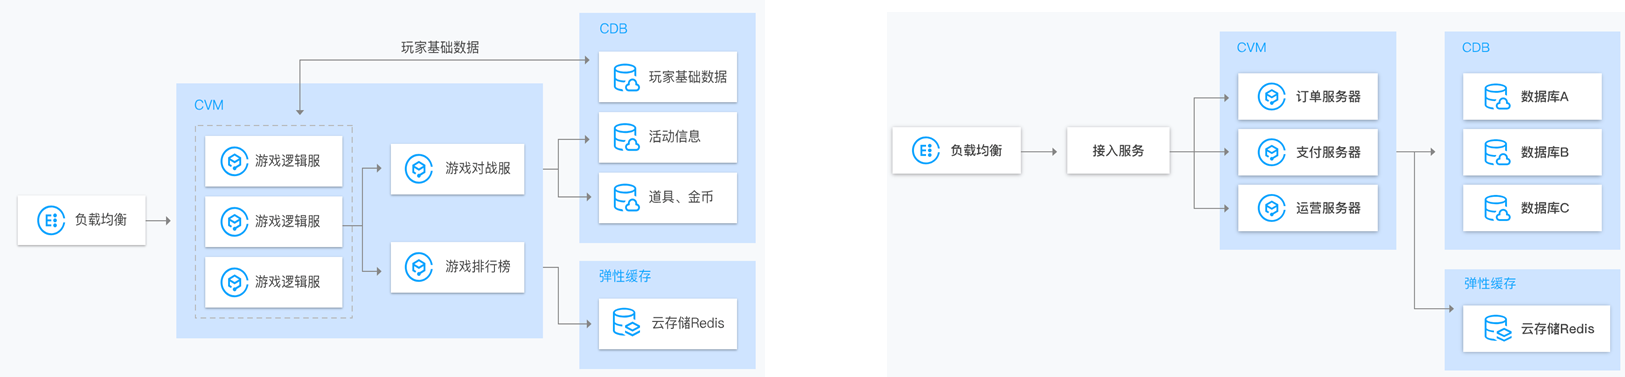 玩家基础数据
CDB
玩家基础数据
活动信息
道具、金币
CVM
游戏逻辑服
游戏逻辑服
游戏逻辑服
游戏对战服
游戏排行榜
负载均衡
弹性缓存
云存储Redis
负载均衡
接入服务
CVM
订单服务器
支付服务器
运营服务器
CDB
数据库A
数据库B
数据库C
弹性缓存
云存储Redis